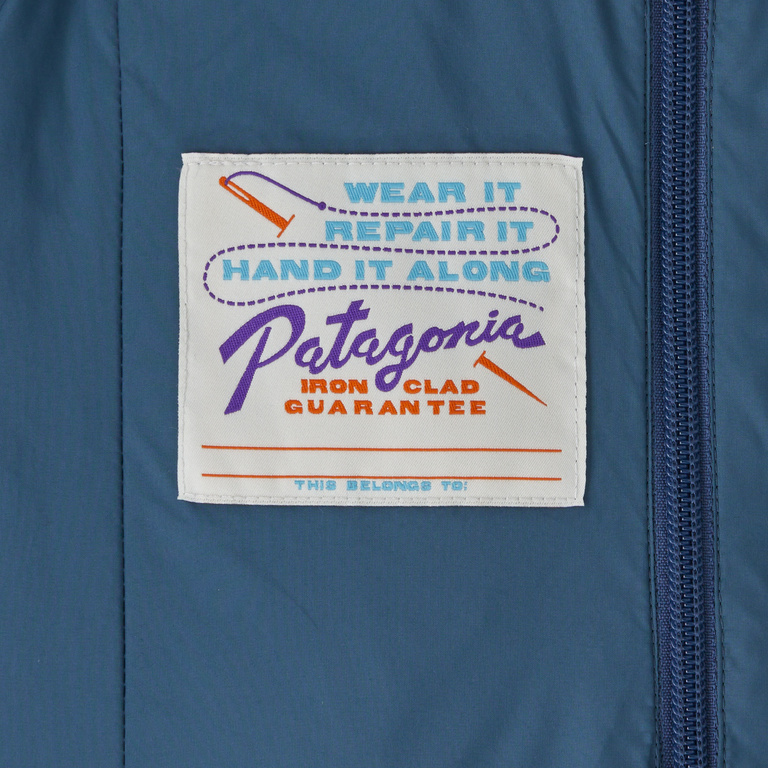 WEAR IT
REPAIR IT
HAND IT ALONG
Patagonia
IRON CLAD
GUARANTEE
THIS BELONGS TO: